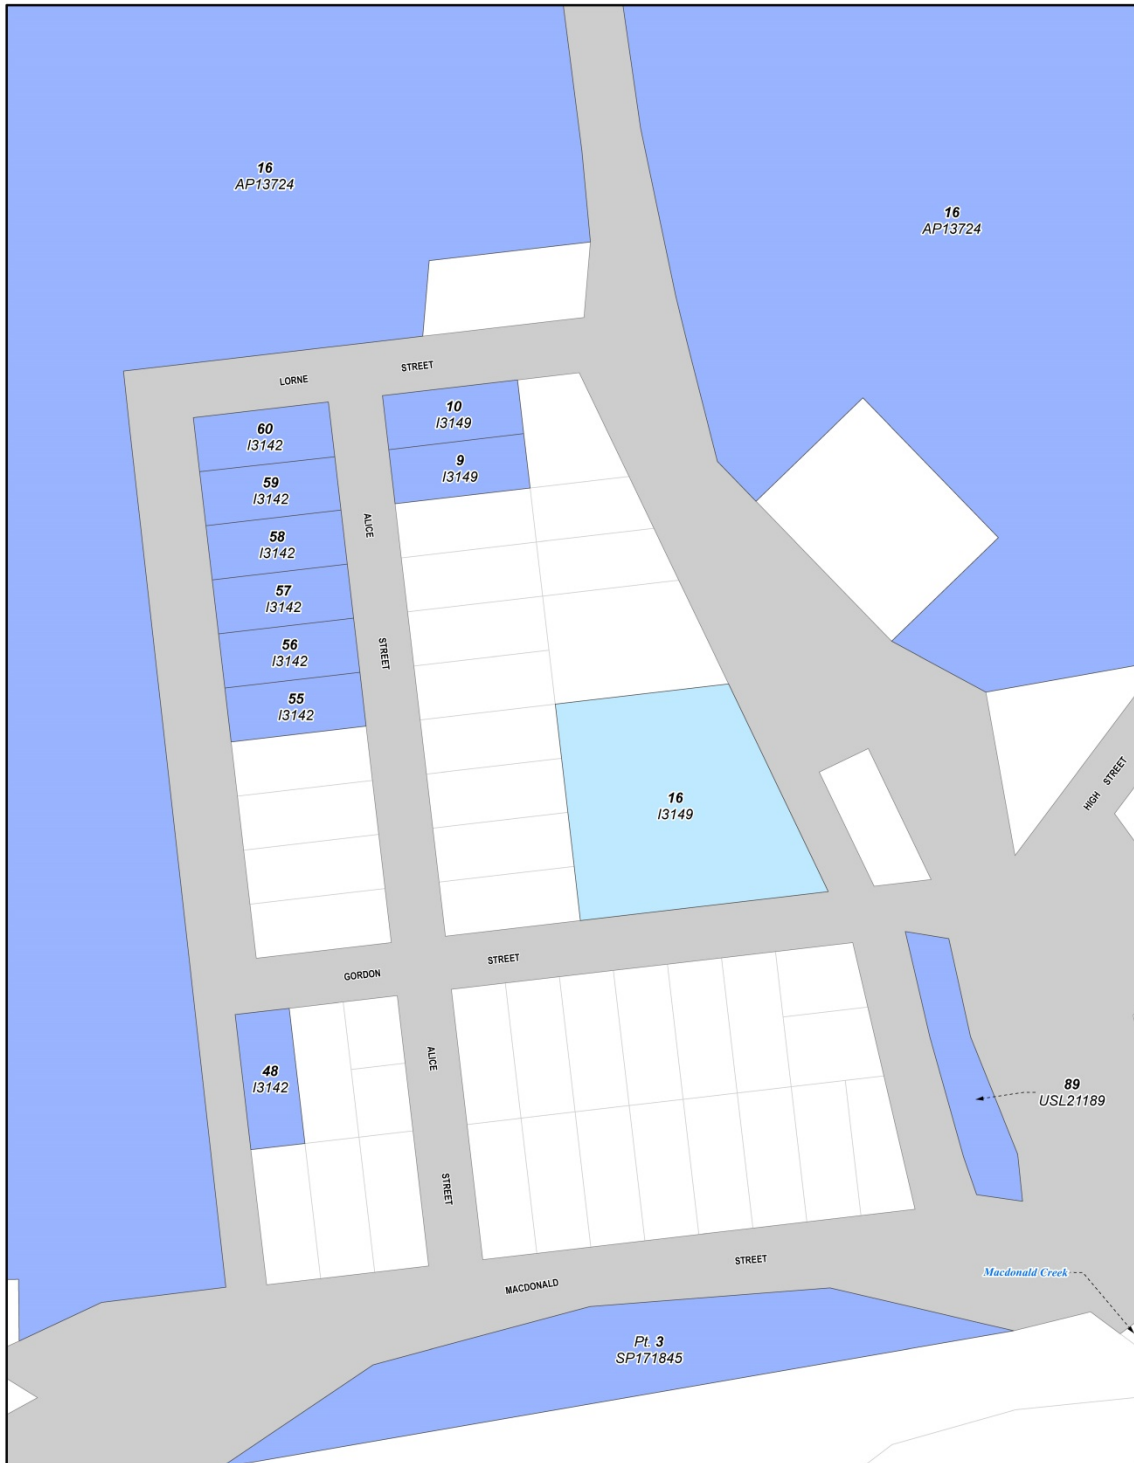 16
AP13724
16
AP13724
LORNE STREET
10
I3149
60
I3142
9
I3149
59
I3142
ALICE
58
I3142
57
I3142
STREET
56
I3142
55
I3142
16
I3149
HIGH STREET
GORDON STREET
48
I3142
ALICE
89
USL21189
STREET
MACDONALD STREET
Macdonald Creek
Pt. 3
SP171845